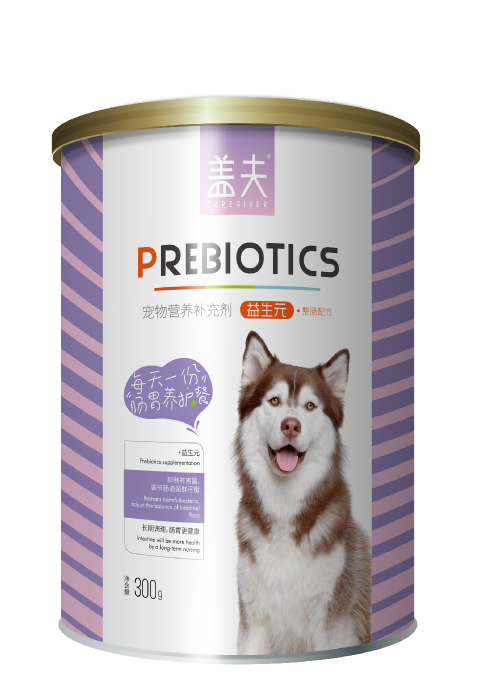 盖夫®
CAREGIVER
PREBIOTICS
宠物营养补充剂 益生元 •整肠配方
每天一份
肠胃养护餐
+益生元
Prebiotics supplementation
抑制有害菌,
调节肠道菌群平衡
Restrain harmful bacteria,
adjust the balance of intestinal
flora
长期调理,肠胃更健康
Intestine will be more health
by a long-term nursing
净含量 300g